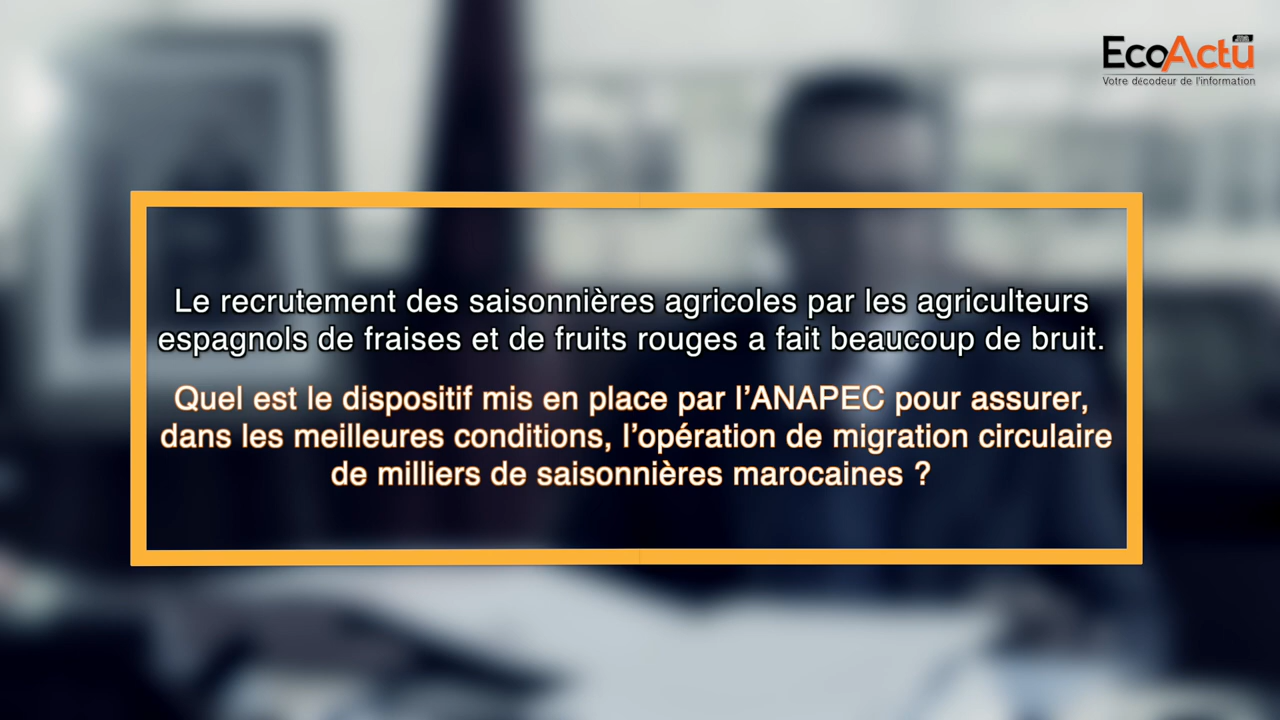 EcoActu
Votre décodeur de l'information
Le recrutement des saisonnières agricoles par les agriculteurs
espagnols de fraises et de fruits rouges a fait beaucoup de bruit.
Quel est le dispositif mis en place par l’ANAPEC pour assurer,
dans les meilleures conditions, l’opération de migration circulaire
de milliers de saisonnières marocaines ?